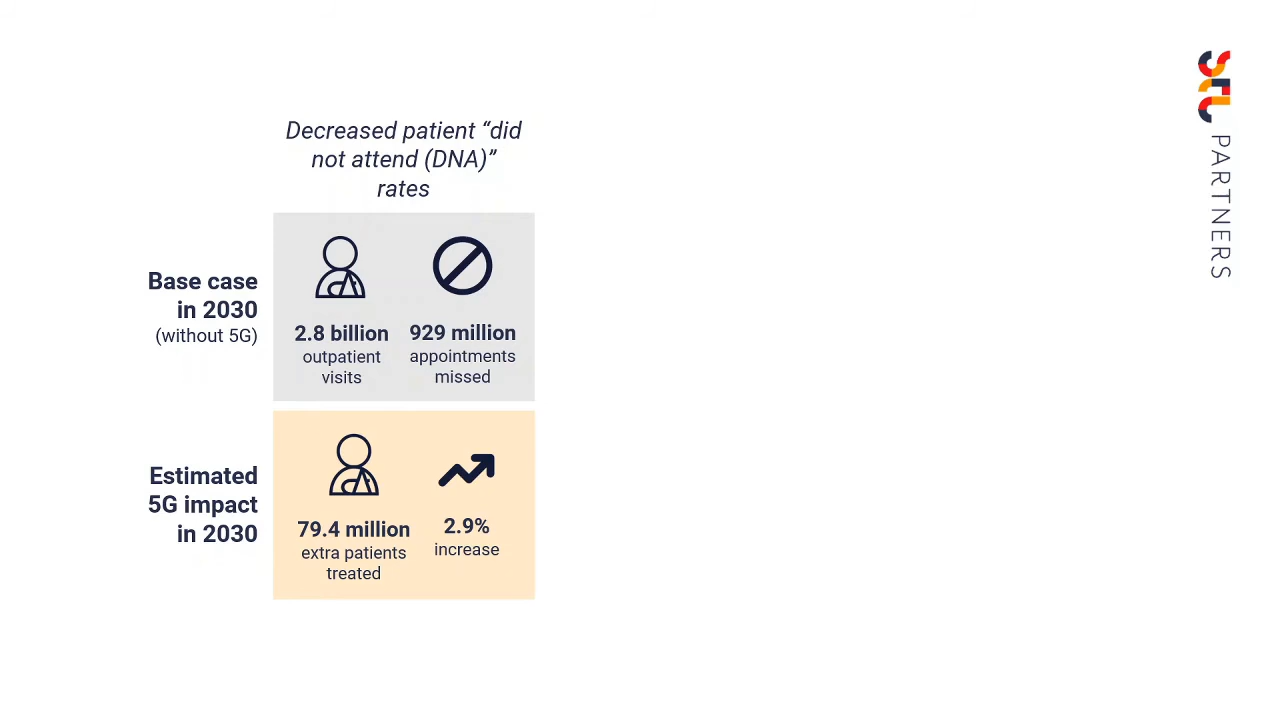 Decreased patient “did
not attend (DNA)”
rates
Base case
in 2030
(without 5G)
2.8 billion
outpatient
visits
929 million
appointments
missed
Estimated
5G impact
in 2030
79.4 million
extra patients
treated
2.9%
increase
STL
PARTNERS